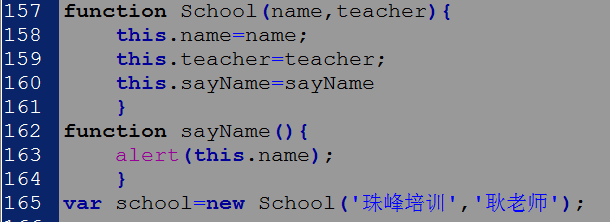 157 function School(name,teacher){
158     this.name=name;
159     this.teacher=teacher;
160     this.sayName=sayName
161     }
162 function sayName(){
163     alert(this.name);
164     }
165 var school=new School('珠峰培训','耿老师');